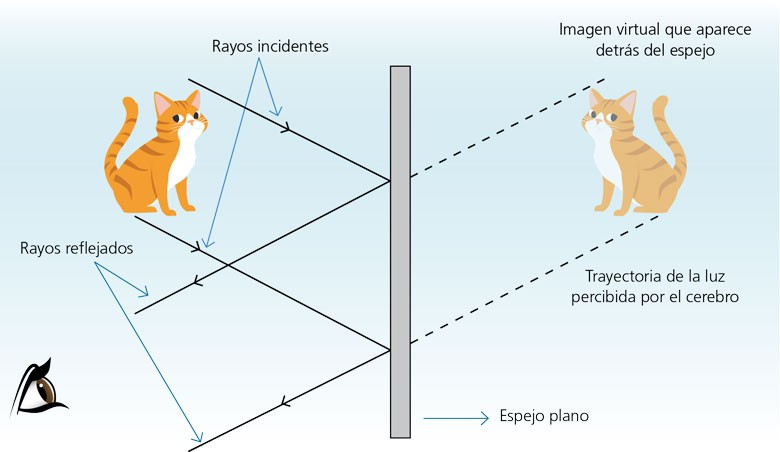 Imagen virtual que aparece
detrás del espejo
Rayos incidentes
Rayos reflejados
Trayectoria de la luz
percibida por el cerebro
Espejo plano